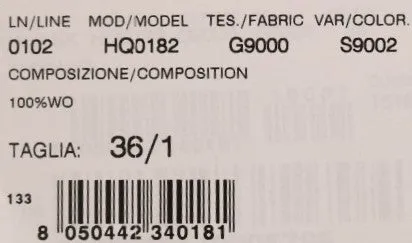 LN/LINE MOD/MODEL TES./FABRIC VAR/COLOR.
0102 HQ0182 G9000 S9002
COMPOSIZIONE/COMPOSITION
100%WO
TAGLIA: 36/1
133
8 050442 340181